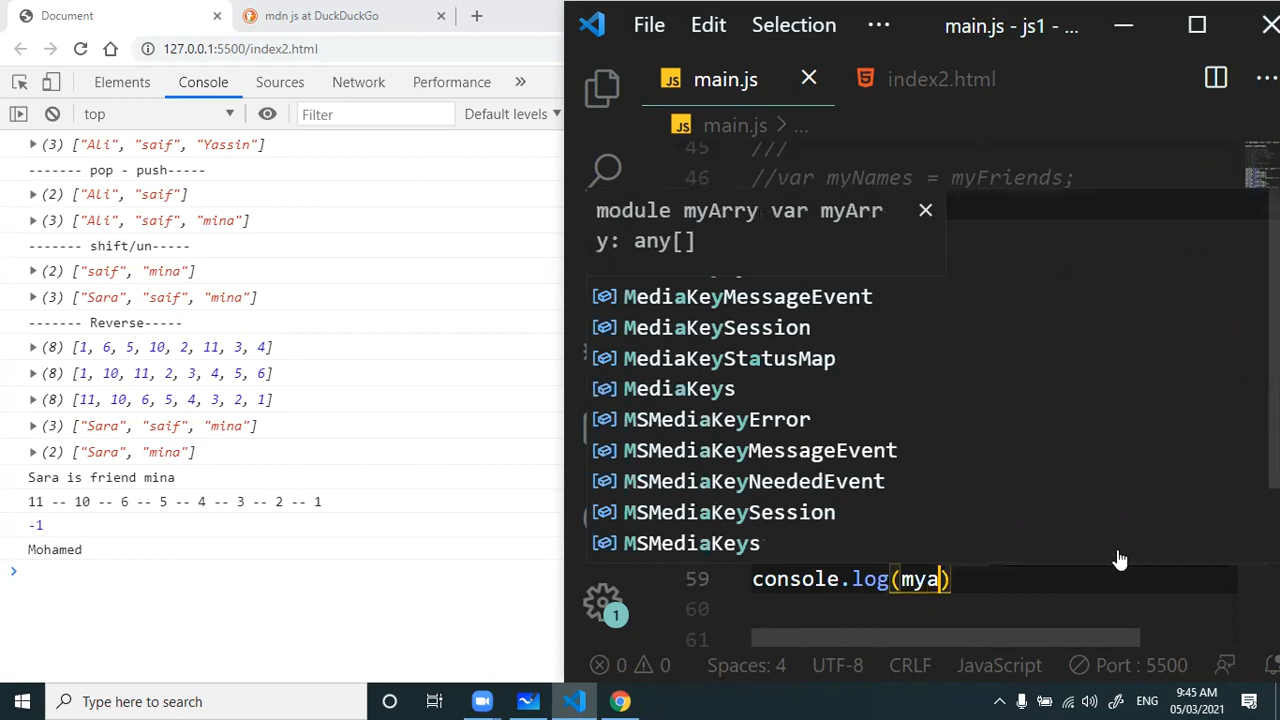 Document
mdn js at DuckDuckGo
127.0.0.1:5500/index2.html
Elements Console Sources Network Performance »
top Filter Default levels
(3) ["Ali", "saif", "Yassin"]
------- pop - push-----
(2) ["Ali", "saif"]
(3) ["Ali", "saif", "mina"]
------- shift/un-----
(2) ["saif", "mina"]
(3) ["Sara", "saif", "mina"]
------- Reverse-----
(8) [1, 6, 5, 10, 2, 11, 3, 4]
(8) [1, 10, 11, 2, 3, 4, 5, 6]
(8) [11, 10, 6, 5, 4, 3, 2, 1]
(3) ["Sara", "saif", "mina"]
(2) ["Sara", "mina"]
Sara is friend mina
11 -- 10 -- 6 -- 5 -- 4 -- 3 -- 2 -- 1
-1
Mohamed
File Edit Selection ··· main.js - js1 - ...
JS main.js index2.html
JS main.js > ...
45 ///
46 //var myNames = myFriends;
module myArry var myArr
y: any[]
MediaKeyMessageEvent
MediaKeySession
MediaKeyStatusMap
MediaKeys
MSMediaKeyError
MSMediaKeyMessageEvent
MSMediaKeyNeededEvent
MSMediaKeySession
MSMediaKeys
59 console.log(mya)
60
61
1
0 0 Spaces: 4 UTF-8 CRLF JavaScript Port : 5500
Type here to search
ENG
9:45 AM
05/03/2021